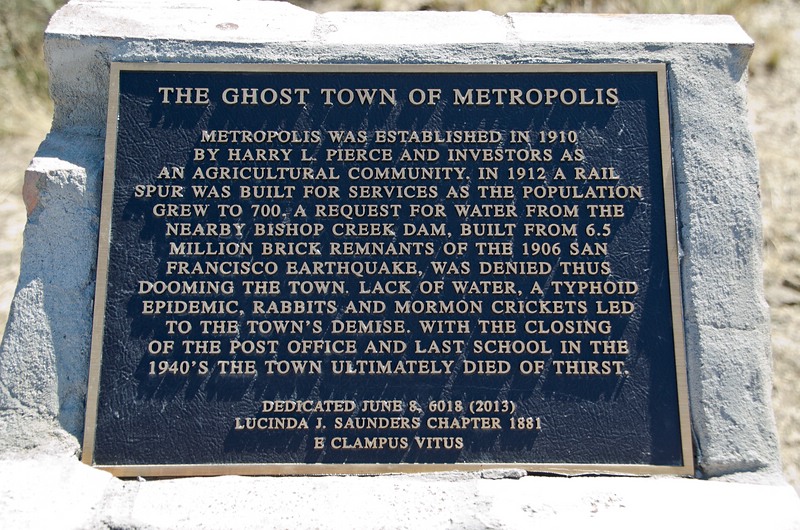 THE GHOST TOWN OF METROPOLIS
METROPOLIS WAS ESTABLISHED IN 1910
BY HARRY L. PIERCE AND INVESTORS AS
AN AGRICULTURAL COMMUNITY. IN 1912 A RAIL
SPUR WAS BUILT FOR SERVICES AS THE POPULATION
GREW TO 700. A REQUEST FOR WATER FROM THE
NEARBY BISHOP CREEK DAM, BUILT FROM 6.5
MILLION BRICK REMNANTS OF THE 1906 SAN
FRANCISCO EARTHQUAKE, WAS DENIED THUS
DOOMING THE TOWN. LACK OF WATER, A TYPHOID
EPIDEMIC, RABBITS AND MORMON CRICKETS LED
TO THE TOWN'S DEMISE. WITH THE CLOSING
OF THE POST OFFICE AND LAST SCHOOL IN THE
1940'S THE TOWN ULTIMATELY DIED OF THIRST.
DEDICATED JUNE 8, 6018 (2013)
LUCINDA J. SAUNDERS CHAPTER 1881
E CLAMPUS VITUS